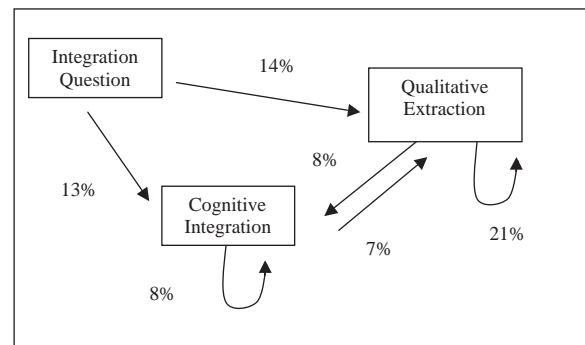 Integration
Question
14%
Qualitative
Extraction
8%
13%
Cognitive
Integration
7%
21%
8%